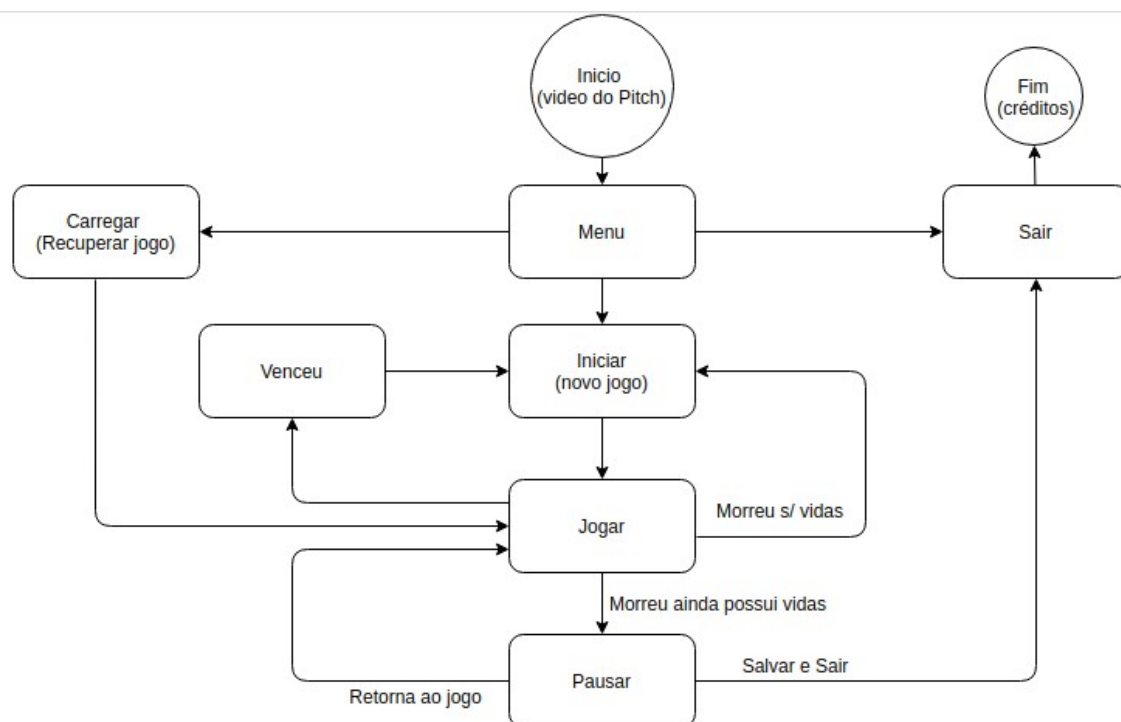 Inicio
(video do Pitch)
Fim
(créditos)
Carregar
(Recuperar jogo)
Menu
Sair
Venceu
Iniciar
(novo jogo)
Jogar
Morreu s/ vidas
Morreu ainda possui vidas
Pausar
Salvar e Sair
Retorna ao jogo